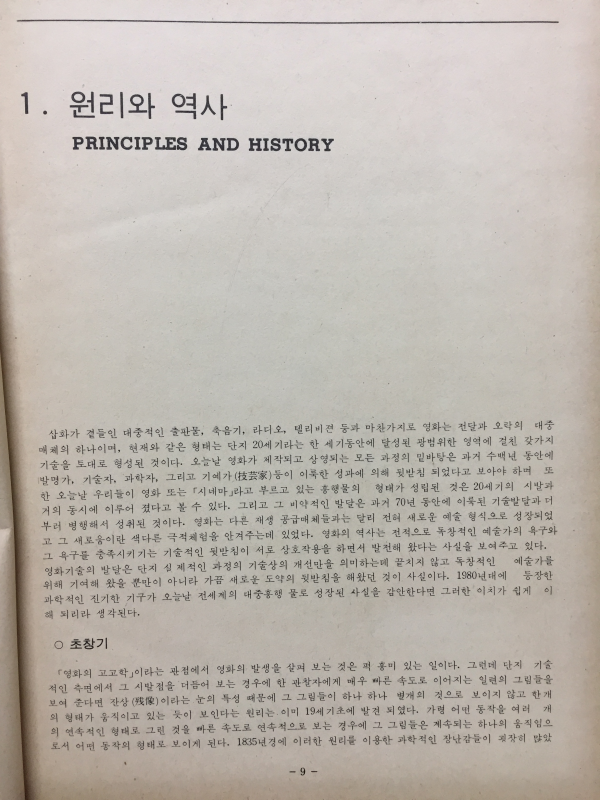 1. 원리와 역사
PRINCIPLES AND HISTORY
삽화가 곁들인 대중적인 출판물, 축음기, 라디오, 텔리비견 등과 마찬가지로 영화는 전달과 오락의 대중
매체의 하나이며, 현재와 같은 형태는 단지 20세기라는 한 세기동안에 달성된 광범위한 영역에 걸친 갖가지
기술을 토대로 형성된 것이다. 오늘날 영화가 제작되고 상영되는 모든 과정의 밑바탕은 과거 수백년 동안에
발명가, 기술자, 과학자, 그리고 기예가(技芸家)등이 이룩한 성과에 의해 뒷받침 되었다고 보아야 하며 또
한 오늘날 우리들이 영화 또는 「시네마」라고 부르고 있는 흥행물의 형태가 성립된 것은 20세기의 시발과
거의 동시에 이루어 졌다고 볼 수 있다. 그리고 그 비약적인 발달은 과거 70년 동안에 이룩된 기술발달과 더
부러 병행해서 성취된 것이다. 영화는 다른 재생 공급매체들과는 달리 전혀 새로운 예술 형식으로 성장되었
고 그 새로움이란 색다른 극적체험을 안겨주는데 있었다. 영화의 역사는 전적으로 독창적인 예술가의 욕구와
그 욕구를 충족시키기는 기술적인 뒷받침이 서로 상호작용을 하면서 발전해 왔다는 사실을 보여주고 있다.
영화기술의 발달은 단지 실제적인 과정의 기술상의 개선만을 의미하는데 끝치지 않고 독창적인 예술가를
위해 기여해 왔을 뿐만이 아니라 가끔 새로운 도약의 뒷받침을 해왔던 것이 사실이다. 1980년대에 등장한
과학적인 진기한 기구가 오늘날 전세계의 대중흥행 물로 성장된 사실을 감안한다면 그러한 이치가 쉽게 이
해 되리라 생각된다.
○ 초창기
「영화의 고고학」이라는 관점에서 영화의 발생을 살펴 보는 것은 퍽 흥미 있는 일이다. 그런데 단지 기술
적인 측면에서 그 시발점을 더듬어 보는 경우에 한 관찰자에게 매우 빠른 속도로 이어지는 일련의 그림들을
보여 준다면 잔상(残像)이라는 눈의 특성 때문에 그 그림들이 하나 하나 별개의 것으로 보이지 않고 한개
의 형태가 움직이고 있는 듯이 보인다는 원리는 이미 19세기초에 발견 되었다. 가령 어떤 동작을 여러 개
의 연속적인 형태로 그린 것을 빠른 속도로 연속적으로 보는 경우에 그 그림들은 계속되는 하나의 움직임으
로서 어떤 동작의 형태로 보이게 된다. 1835년경에 이러한 원리를 이용한 과학적인 장난감들이 굉장히 많았
- 9 -